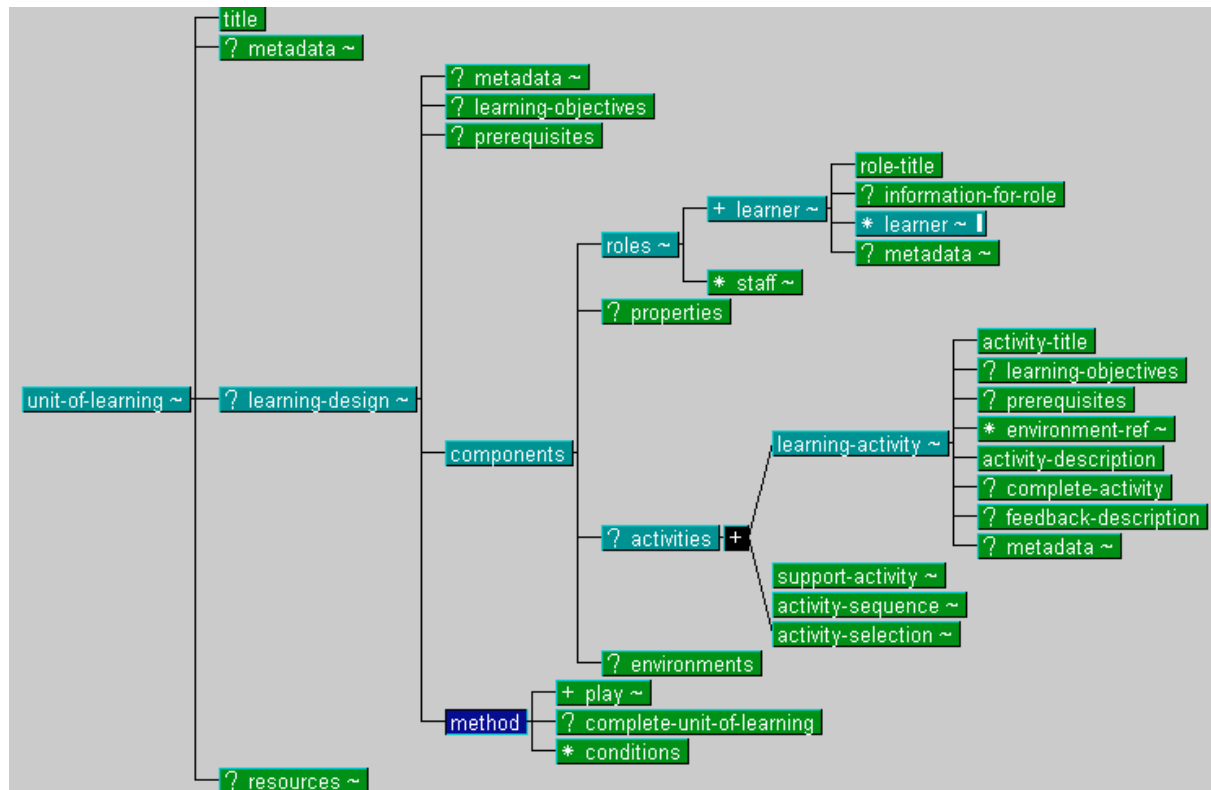 title
? metadata ~
? metadata ~
? learning-objectives
? prerequisites
role-title
? information-for-role
+ learner ~
* learner ~
roles ~
? metadata ~
* staff ~
? properties
activity-title
? learning-objectives
unit-of-learning ~
? learning-design ~
? prerequisites
* environment-ref ~
learning-activity ~
components
activity-description
? complete-activity
? feedback-description
? activities
+
? metadata ~
support-activity ~
activity-sequence ~
activity-selection ~
? environments
+ play ~
method
? complete-unit-of-learning
* conditions
? resources ~